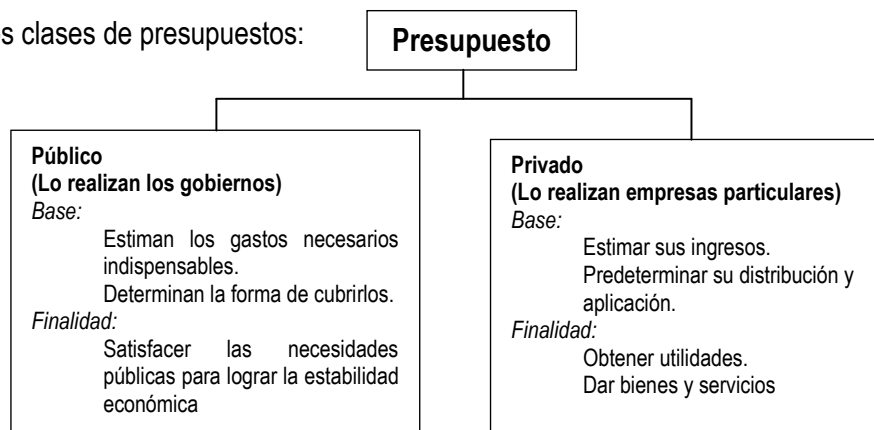 clases de presupuestos:
Presupuesto
Público
(Lo realizan los gobiernos)
Base:
Estiman los gastos necesarios
indispensables.
Determinan la forma de cubrirlos.
Finalidad:
Satisfacer las necesidades
públicas para lograr la estabilidad
económica
Privado
(Lo realizan empresas particulares)
Base:
Estimar sus ingresos.
Predeterminar su distribución y
aplicación.
Finalidad:
Obtener utilidades.
Dar bienes y servicios